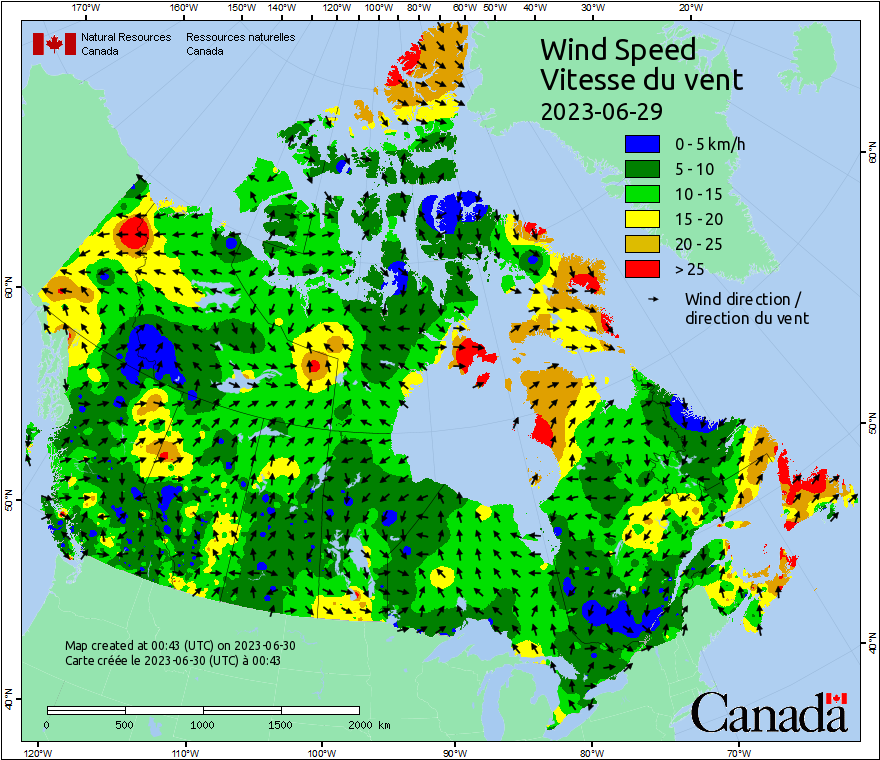 170°W 160°W 150°W 140°W 120°W 110°W 100°W 80°W 60°W 50°W 40°W 30°W 20°W
Natural Resources Ressources naturelles
Canada Canada
Wind Speed
Vitesse du vent
2023-06-29
0 - 5 km/h
5 - 10
10 - 15
15 - 20
20 - 25
> 25
Wind direction /
direction du vent
60°N
60°N
50°N
50°N
40°N
40°N
Map created at 00:43 (UTC) on 2023-06-30
Carte créée le 2023-06-30 (UTC) à 00:43
0 500 1000 1500 2000 km
Canada
120°W 110°W 100°W 90°W 80°W 70°W